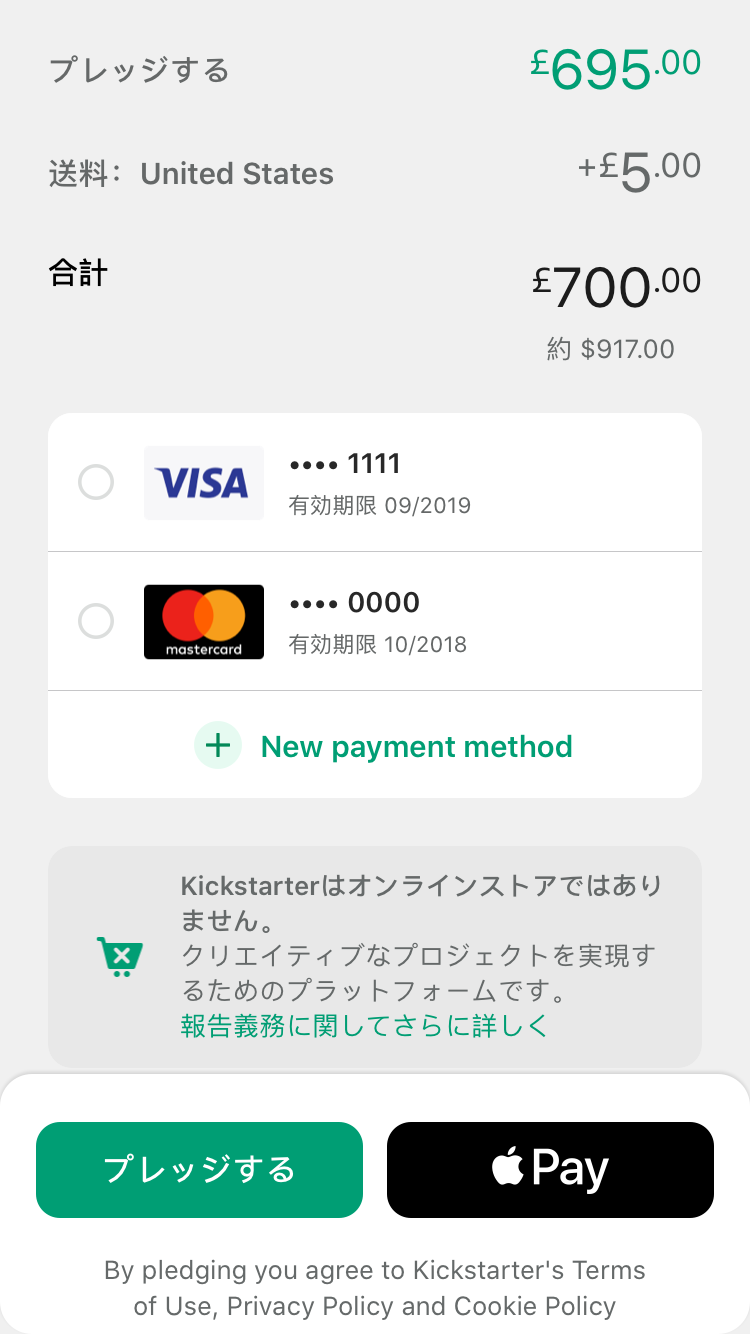 プレッジする £695.00
送料： United States +£5.00
合計 £700.00
約 $917.00
VISA •••• 1111
有効期限 09/2019
mastercard •••• 0000
有効期限 10/2018
+ New payment method
Kickstarterはオンラインストアではあり
ません。
クリエイティブなプロジェクトを実現す
るためのプラットフォームです。
報告義務に関してさらに詳しく
プレッジする Pay
By pledging you agree to Kickstarter's Terms
of Use, Privacy Policy and Cookie Policy